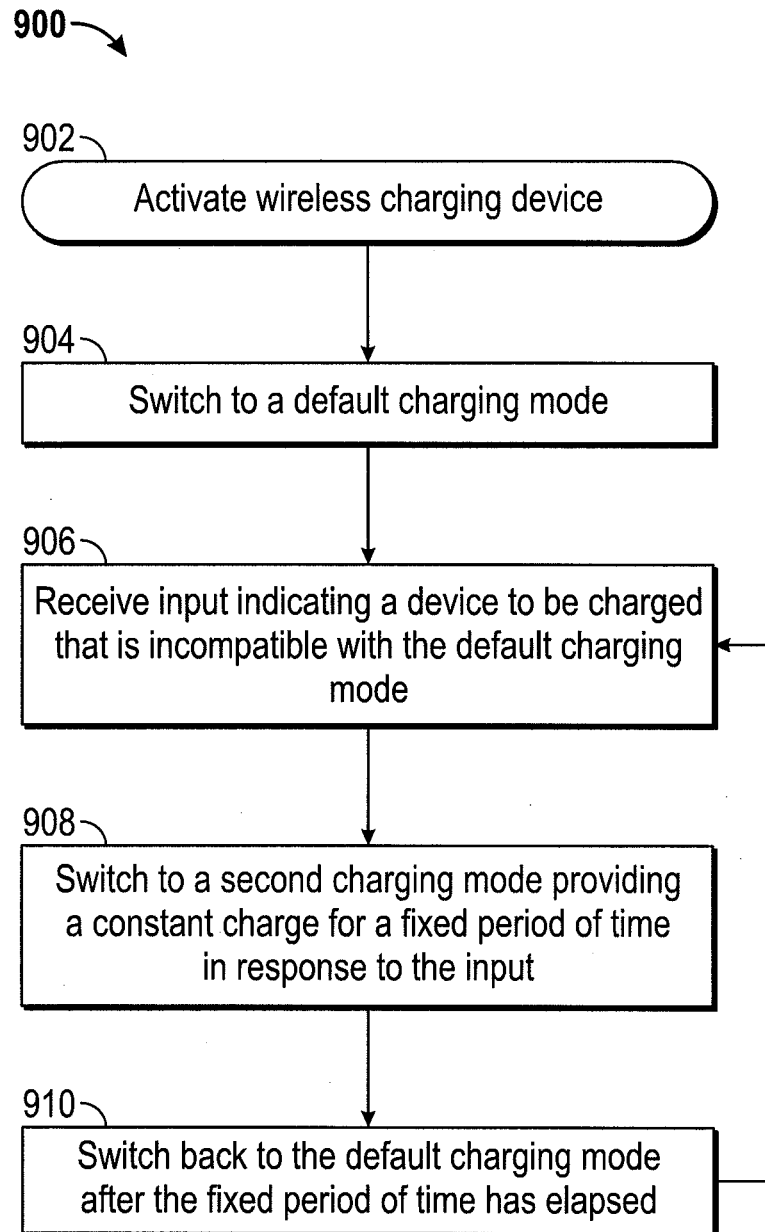 900
902
Activate wireless charging device
904
Switch to a default charging mode
906
Receive input indicating a device to be charged
that is incompatible with the default charging
mode
908
Switch to a second charging mode providing
a constant charge for a fixed period of time
in response to the input
910
Switch back to the default charging mode
after the fixed period of time has elapsed